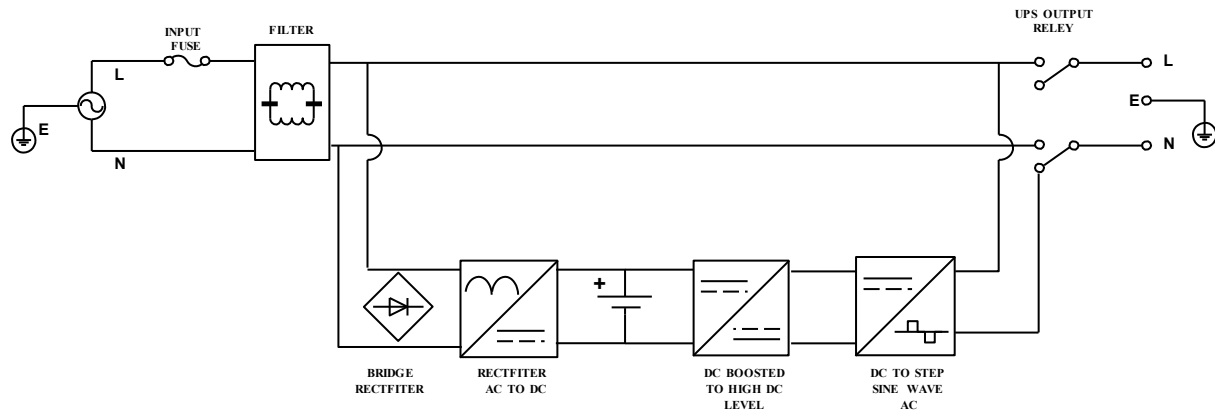 UPS OUTPUT
RELEY
INPUT
FUSE
FILTER
L
L
E
E
N
N
+
BRIDGE
RECTFITER
RECTFITER
AC TO DC
DC BOOSTED
TO HIGH DC
LEVEL
DC TO STEP
SINE WAVE
AC